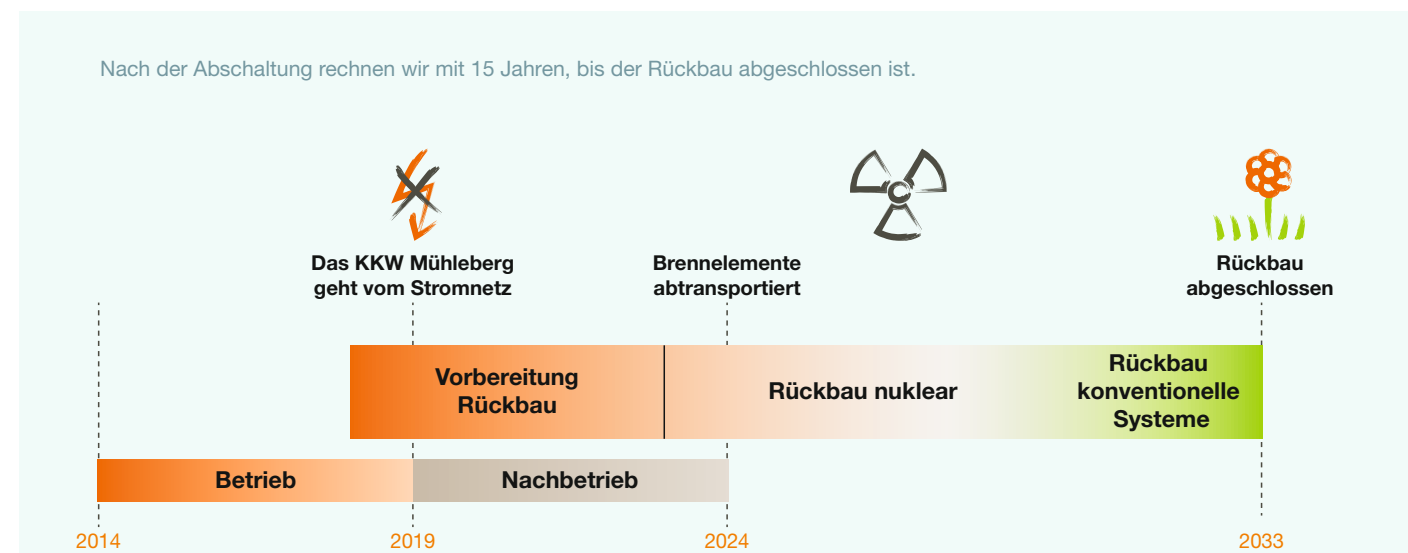 Nach der Abschaltung rechnen wir mit 15 Jahren, bis der Rückbau abgeschlossen ist.
Das KKW Mühleberg
geht vom Stromnetz
Brennelemente
abtransportiert
Rückbau
abgeschlossen
Vorbereitung
Rückbau
Rückbau nuklear
Rückbau
konventionelle
Systeme
Betrieb
Nachbetrieb
2014
2019
2024
2033